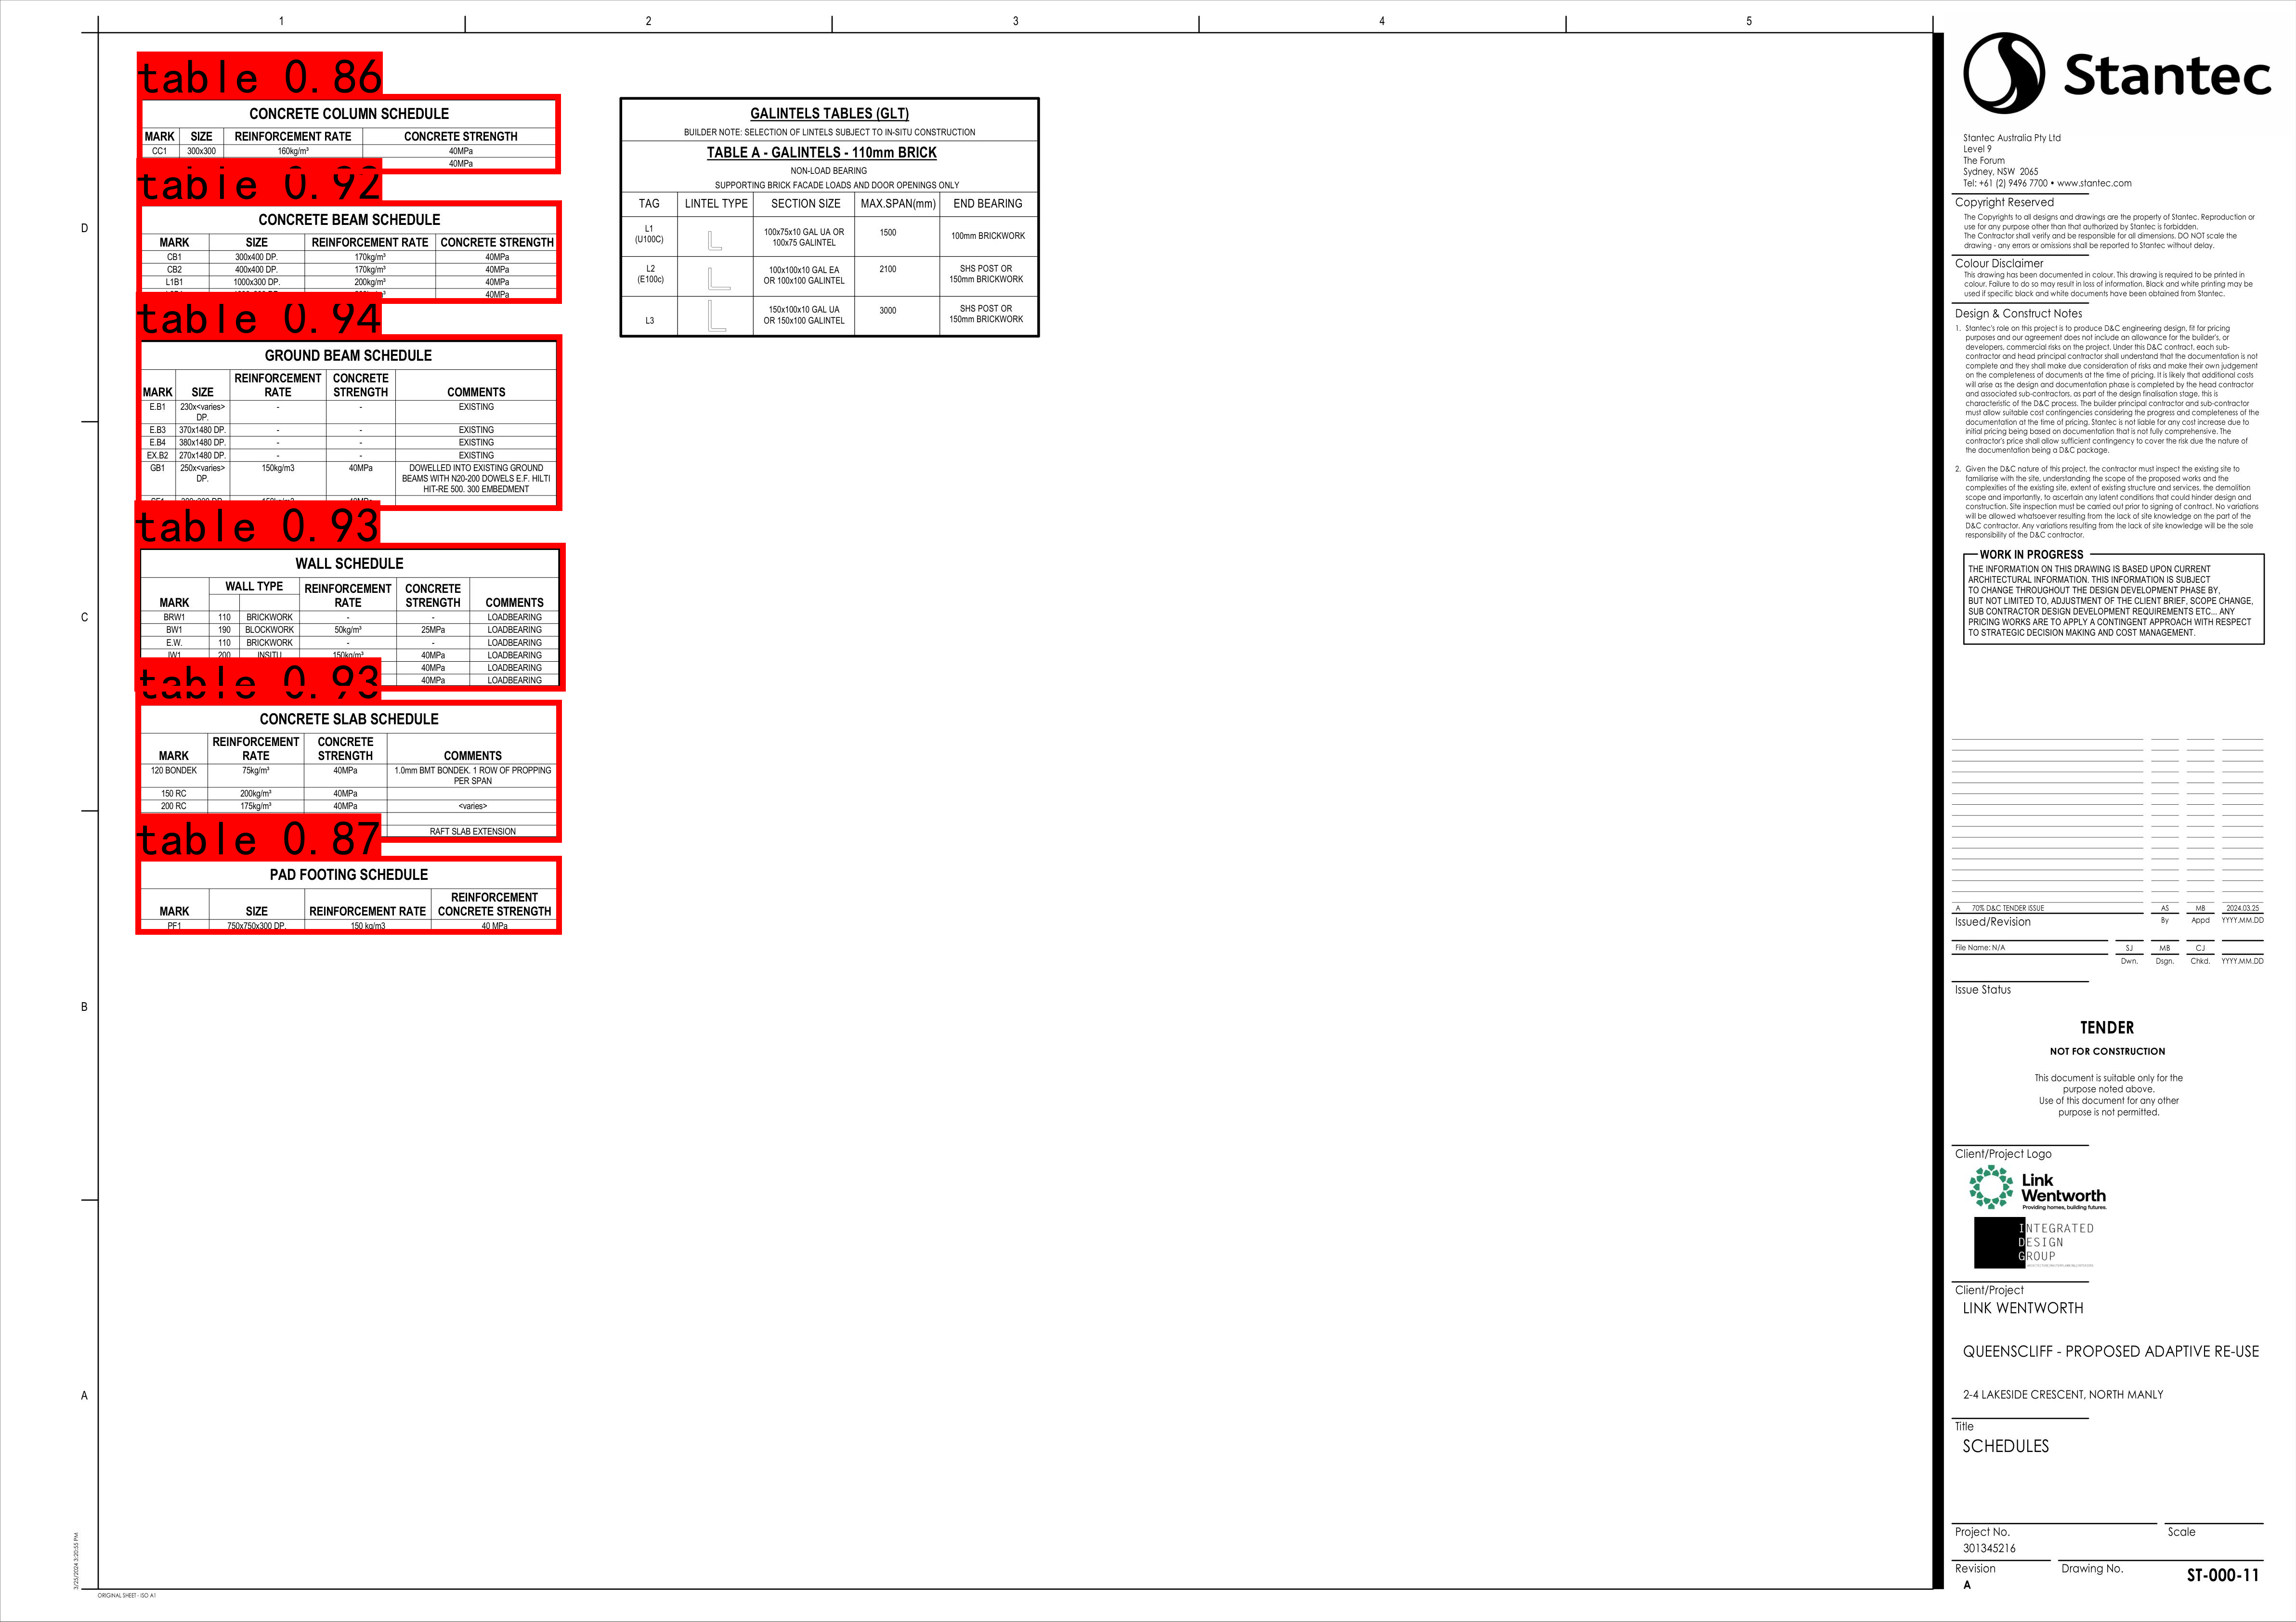 1 2 3 4 5
table 0.86
CONCRETE COLUMN SCHEDULE
MARK SIZE REINFORCEMENT RATE CONCRETE STRENGTH
CC1 300x300 160kg/m³ 40MPa
40MPa
table 0.92
CONCRETE BEAM SCHEDULE
MARK SIZE REINFORCEMENT RATE CONCRETE STRENGTH
CB1 300x400 DP. 170kg/m³ 40MPa
CB2 400x400 DP. 170kg/m³ 40MPa
L1B1 1000x300 DP. 200kg/m³ 40MPa
40MPa
table 0.94
GROUND BEAM SCHEDULE
MARK SIZE REINFORCEMENT RATE CONCRETE STRENGTH COMMENTS
E.B1 230x<varies> DP. - - EXISTING
E.B3 370x1480 DP. - - EXISTING
E.B4 380x1480 DP. - - EXISTING
EX.B2 270x1480 DP. - - EXISTING
GB1 250x<varies> DP. 150kg/m3 40MPa DOWELLED INTO EXISTING GROUND
BEAMS WITH N20-200 DOWELS E.F. HILTI
HIT-RE 500. 300 EMBEDMENT
table 0.93
WALL SCHEDULE
MARK WALL TYPE REINFORCEMENT RATE CONCRETE STRENGTH COMMENTS
BRW1 110 BRICKWORK - - LOADBEARING
BW1 190 BLOCKWORK 50kg/m³ 25MPa LOADBEARING
E.W. 110 BRICKWORK - - LOADBEARING
IW1 200 INSITU 150kg/m³ 40MPa LOADBEARING
40MPa LOADBEARING
40MPa LOADBEARING
table 0.93
CONCRETE SLAB SCHEDULE
MARK REINFORCEMENT RATE CONCRETE STRENGTH COMMENTS
120 BONDEK 75kg/m³ 40MPa 1.0mm BMT BONDEK. 1 ROW OF PROPPING
PER SPAN
150 RC 200kg/m³ 40MPa
200 RC 175kg/m³ 40MPa <varies>
RAFT SLAB EXTENSION
table 0.87
PAD FOOTING SCHEDULE
MARK SIZE REINFORCEMENT RATE REINFORCEMENT CONCRETE STRENGTH
PF1 750x750x300 DP. 150 kg/m3 40 MPa
GALINTELS TABLES (GLT)
BUILDER NOTE: SELECTION OF LINTELS SUBJECT TO IN-SITU CONSTRUCTION
TABLE A - GALINTELS - 110mm BRICK
NON-LOAD BEARING
SUPPORTING BRICK FACADE LOADS AND DOOR OPENINGS ONLY
TAG LINTEL TYPE SECTION SIZE MAX.SPAN(mm) END BEARING
L1 (U100C) 100x75x10 GAL UA OR 100x75 GALINTEL 1500 100mm BRICKWORK
L2 (E100c) 100x100x10 GAL EA OR 100x100 GALINTEL 2100 SHS POST OR 150mm BRICKWORK
L3 150x100x10 GAL UA OR 150x100 GALINTEL 3000 SHS POST OR 150mm BRICKWORK
D
C
B
A
Stantec
Stantec Australia Pty Ltd
Level 9
The Forum
Sydney, NSW 2065
Tel: +61 (2) 9496 7700 • www.stantec.com
Copyright Reserved
The Copyrights to all designs and drawings are the property of Stantec. Reproduction or
use for any purpose other than that authorized by Stantec is forbidden.
The Contractor shall verify and be responsible for all dimensions. DO NOT scale the
drawing - any errors or omissions shall be reported to Stantec without delay.
Colour Disclaimer
This drawing has been documented in colour. This drawing is required to be printed in
colour. Failure to do so may result in loss of information. Black and white printing may be
used if specific black and white documents have been obtained from Stantec.
Design & Construct Notes
1. Stantec's role on this project is to produce D&C engineering design, fit for pricing
purposes and our agreement does not include an allowance for the builder's, or
developers, commercial risks on the project. Under this D&C contract, each sub-
contractor and head principal contractor shall understand that the documentation is not
complete and they shall make due consideration of risks and make their own judgement
on the completeness of documents at the time of pricing. It is likely that additional costs
will arise as the design and documentation phase is completed by the head contractor
and associated sub-contractors, as part of the design finalisation stage, this is
characteristic of the D&C process. The builder principal contractor and sub-contractor
must allow suitable cost contingencies considering the progress and completeness of the
documentation at the time of pricing. Stantec is not liable for any cost increase due to
initial pricing being based on documentation that is not fully comprehensive. The
contractor's price shall allow sufficient contingency to cover the risk due the nature of
the documentation being a D&C package.
2. Given the D&C nature of this project, the contractor must inspect the existing site to
familiarise with the site, understanding the scope of the proposed works and the
complexities of the existing site, extent of existing structure and services, the demolition
scope and importantly, to ascertain any latent conditions that could hinder design and
construction. Site inspection must be carried out prior to signing of contract. No variations
will be allowed whatsoever resulting from the lack of site knowledge on the part of the
D&C contractor. Any variations resulting from the lack of site knowledge will be the sole
responsibility of the D&C contractor.
WORK IN PROGRESS
THE INFORMATION ON THIS DRAWING IS BASED UPON CURRENT
ARCHITECTURAL INFORMATION. THIS INFORMATION IS SUBJECT
TO CHANGE THROUGHOUT THE DESIGN DEVELOPMENT PHASE BY,
BUT NOT LIMITED TO, ADJUSTMENT OF THE CLIENT BRIEF, SCOPE CHANGE,
SUB CONTRACTOR DESIGN DEVELOPMENT REQUIREMENTS ETC... ANY
PRICING WORKS ARE TO APPLY A CONTINGENT APPROACH WITH RESPECT
TO STRATEGIC DECISION MAKING AND COST MANAGEMENT.
A 70% D&C TENDER ISSUE AS MB 2024.03.25
Issued/Revision By Appd YYYY.MM.DD
File Name: N/A SJ MB CJ
Dwn. Dsgn. Chkd. YYYY.MM.DD
Issue Status
TENDER
NOT FOR CONSTRUCTION
This document is suitable only for the
purpose noted above.
Use of this document for any other
purpose is not permitted.
Client/Project Logo
Link
Wentworth
Providing homes, building futures.
INTEGRATED
DESIGN
GROUP
Client/Project
LINK WENTWORTH
QUEENSCLIFF - PROPOSED ADAPTIVE RE-USE
2-4 LAKESIDE CRESCENT, NORTH MANLY
Title
SCHEDULES
Project No. Scale
301345216
Revision Drawing No.
A ST-000-11
3/25/2024 3:20:55 PM
ORIGINAL SHEET - ISO A1